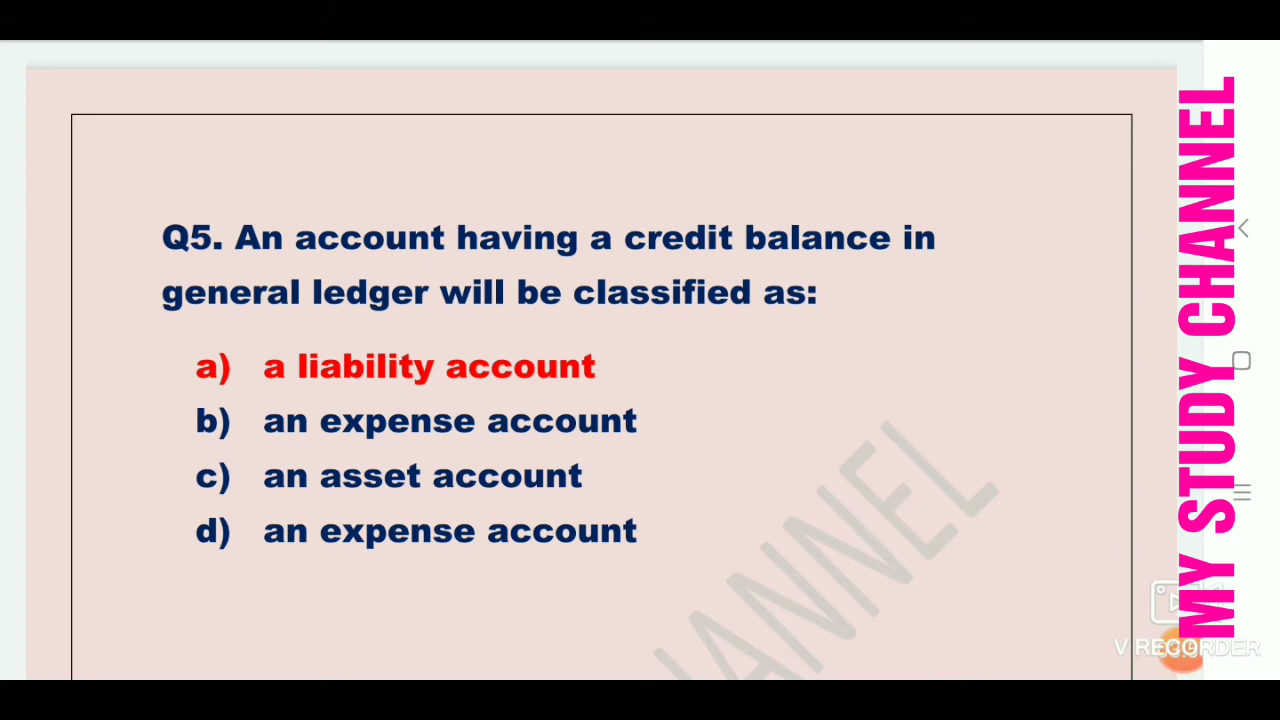 Q5. An account having a credit balance in
general ledger will be classified as:
a) a liability account
b) an expense account
c) an asset account
d) an expense account
MY STUDY CHANNEL
V RECORDER